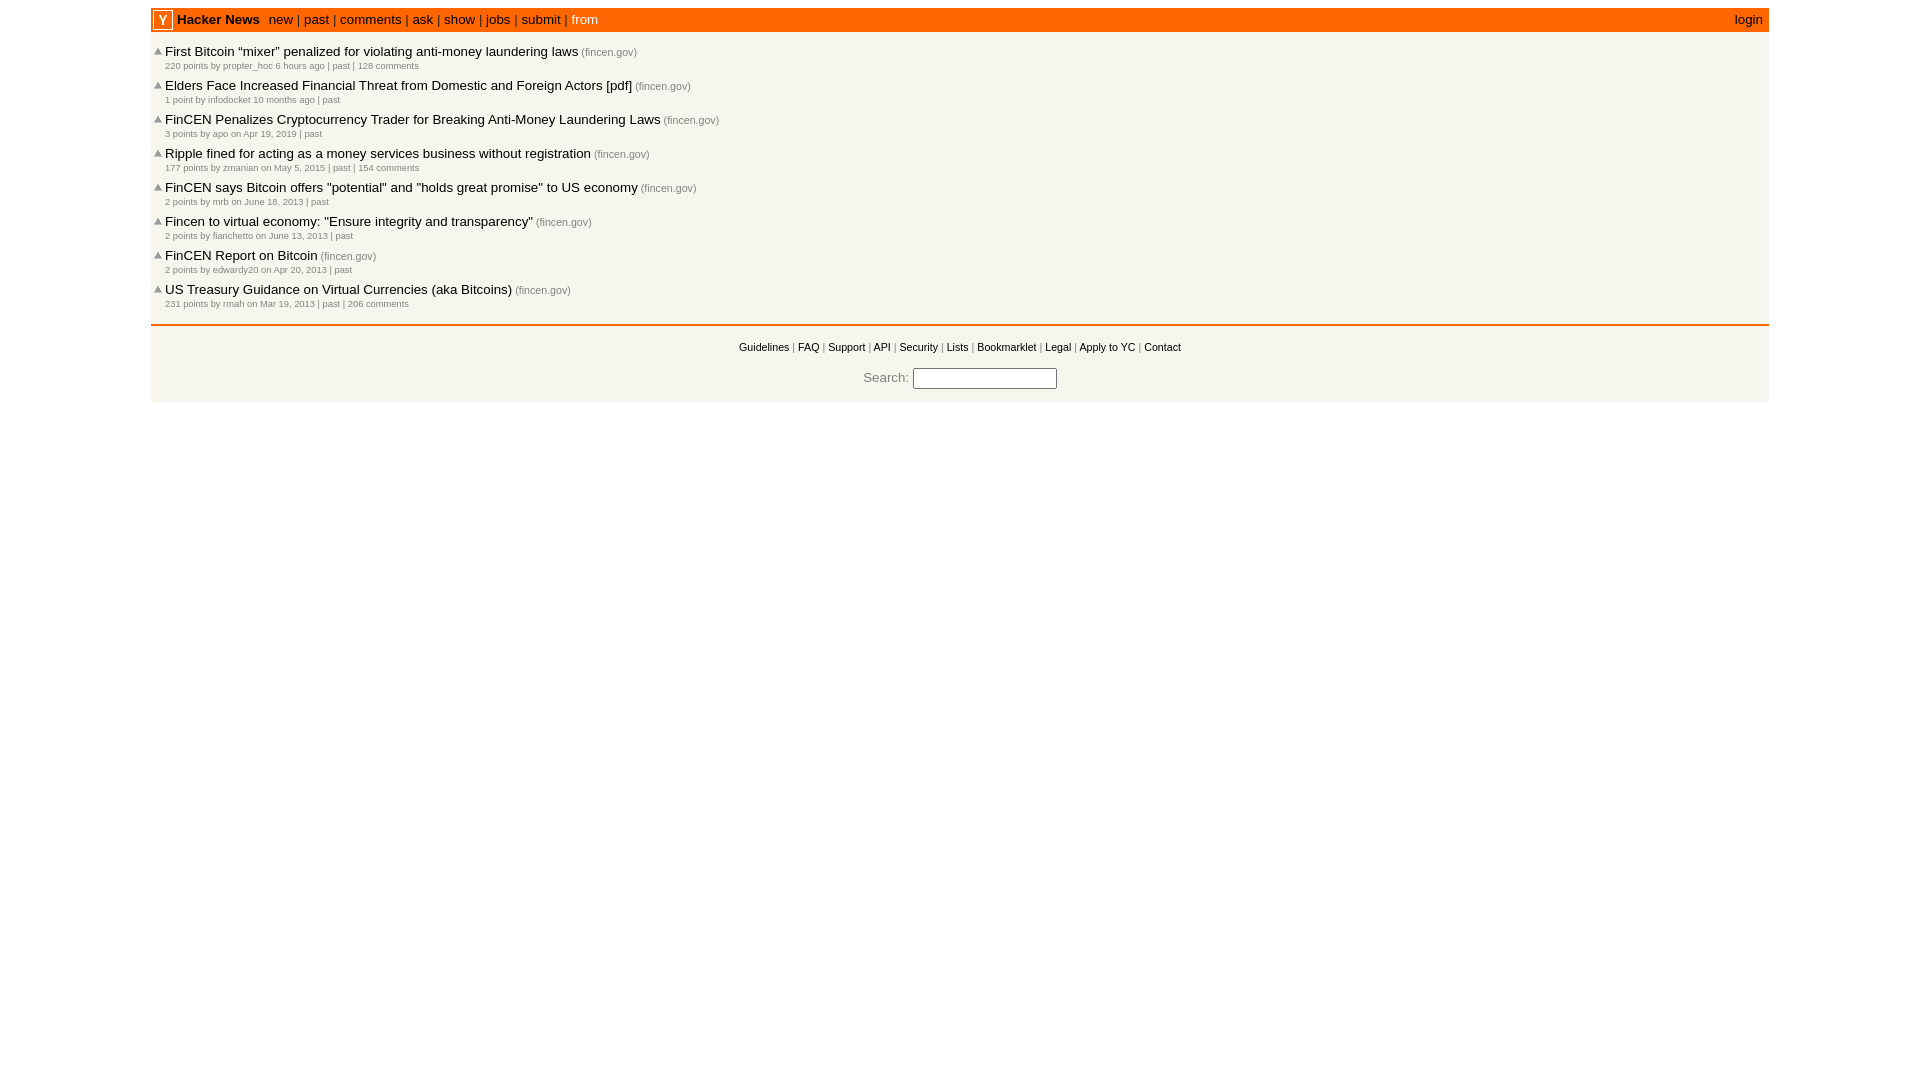 Y Hacker News new | past | comments | ask | show | jobs | submit | from login
First Bitcoin “mixer” penalized for violating anti-money laundering laws (fincen.gov)
220 points by propter_hoc 6 hours ago | past | 128 comments
Elders Face Increased Financial Threat from Domestic and Foreign Actors [pdf] (fincen.gov)
1 point by infodocket 10 months ago | past
FinCEN Penalizes Cryptocurrency Trader for Breaking Anti-Money Laundering Laws (fincen.gov)
3 points by apo on Apr 19, 2019 | past
Ripple fined for acting as a money services business without registration (fincen.gov)
177 points by zmanian on May 5, 2015 | past | 154 comments
FinCEN says Bitcoin offers "potential" and "holds great promise" to US economy (fincen.gov)
2 points by mrb on June 18, 2013 | past
Fincen to virtual economy: "Ensure integrity and transparency" (fincen.gov)
2 points by fianchetto on June 13, 2013 | past
FinCEN Report on Bitcoin (fincen.gov)
2 points by edwardy20 on Apr 20, 2013 | past
US Treasury Guidance on Virtual Currencies (aka Bitcoins) (fincen.gov)
231 points by rmah on Mar 19, 2013 | past | 206 comments
Guidelines | FAQ | Support | API | Security | Lists | Bookmarklet | Legal | Apply to YC | Contact
Search: